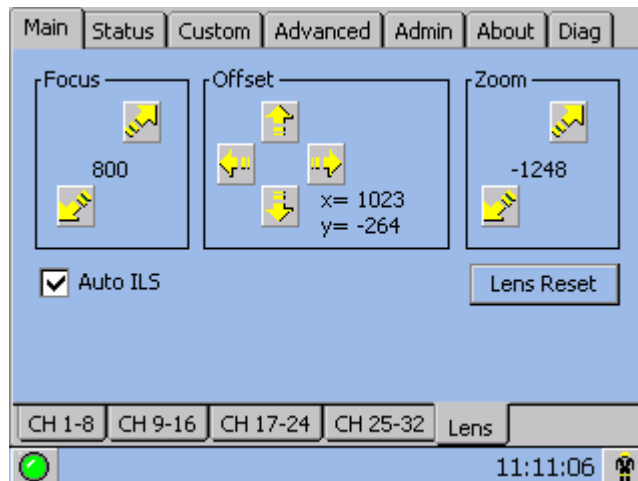 Main Status Custom Advanced Admin About Diag
Focus Offset Zoom
800 -1248
x= 1023
y= -264
Auto ILS Lens Reset
CH 1-8 CH 9-16 CH 17-24 CH 25-32 Lens
11:11:06